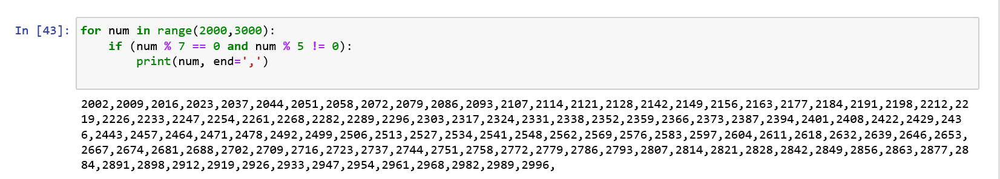 In [43]: for num in range(2000,3000):
    if (num % 7 == 0 and num % 5 != 0):
        print(num, end=',')
2002,2009,2016,2023,2037,2044,2051,2058,2072,2079,2086,2093,2107,2114,2121,2128,2142,2149,2156,2163,2177,2184,2191,2198,2212,22
19,2226,2233,2247,2254,2261,2268,2282,2289,2296,2303,2317,2324,2331,2338,2352,2359,2366,2373,2387,2394,2401,2408,2422,2429,243
6,2443,2457,2464,2471,2478,2492,2499,2506,2513,2527,2534,2541,2548,2562,2569,2576,2583,2597,2604,2611,2618,2632,2639,2646,2653,
2667,2674,2681,2688,2702,2709,2716,2723,2737,2744,2751,2758,2772,2779,2786,2793,2807,2814,2821,2828,2842,2849,2856,2863,2877,28
84,2891,2898,2912,2919,2926,2933,2947,2954,2961,2968,2982,2989,2996,